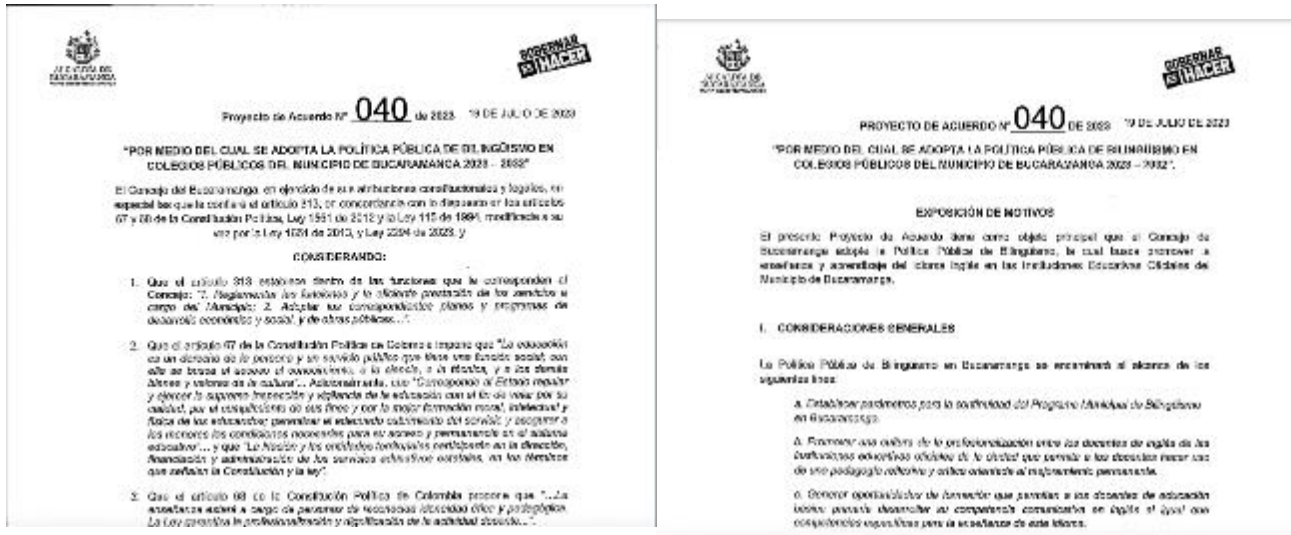 ALCALDÍA DE
BUCARAMANGA
GOBERNAR
ES HACER
Proyecto de Acuerdo N° 040 de 2023 19 DE JULIO DE 2023
"POR MEDIO DEL CUAL SE ADOPTA LA POLÍTICA PÚBLICA DE BILINGÜISMO EN
COLEGIOS PÚBLICOS DEL MUNICIPIO DE BUCARAMANGA 2023 – 2032"
El Concejo del Bucaramanga, en ejercicio de sus atribuciones constitucionales y legales, en
especial las que le confiere el artículo 313, en concordancia con lo dispuesto en los artículos
67 y 68 de la Constitución Política, Ley 1551 de 2012 y la Ley 115 de 1994, modificada a su
vez por la Ley 1651 de 2013, y Ley 2294 de 2023, y
CONSIDERANDO:
1. Que el artículo 313 establece dentro de las funciones que le corresponden al
Concejo: "1. Reglamentar las funciones y la eficiente prestación de los servicios a
cargo del Municipio; 2. Adoptar los correspondientes planes y programas de
desarrollo económico y social, y de obras públicas…".
2. Que el artículo 67 de la Constitución Política de Colombia impone que "La educación
es un derecho de la persona y un servicio público que tiene una función social; con
ella se busca el acceso al conocimiento, a la ciencia, a la técnica, y a los demás
bienes y valores de la cultura"... Adicionalmente, que "Corresponde al Estado regular
y ejercer la suprema inspección y vigilancia de la educación con el fin de velar por su
calidad, por el cumplimiento de sus fines y por la mejor formación moral, intelectual y
física de los educandos; garantizar el adecuado cubrimiento del servicio y asegurar a
los menores las condiciones necesarias para su acceso y permanencia en el sistema
educativo"... y que "La Nación y las entidades territoriales participarán en la dirección,
financiación y administración de los servicios educativos estatales, en los términos
que señalen la Constitución y la ley".
3. Que el artículo 68 de la Constitución Política de Colombia propone que "…La
enseñanza estará a cargo de personas de reconocida idoneidad ética y pedagógica.
La Ley garantiza la profesionalización y dignificación de la actividad docente…".
ALCALDÍA DE
BUCARAMANGA
GOBERNAR
ES HACER
PROYECTO DE ACUERDO N° 040 DE 2023 19 DE JULIO DE 2023
"POR MEDIO DEL CUAL SE ADOPTA LA POLÍTICA PÚBLICA DE BILINGÜISMO EN
COLEGIOS PÚBLICOS DEL MUNICIPIO DE BUCARAMANGA 2023 – 2032".
EXPOSICIÓN DE MOTIVOS
El presente Proyecto de Acuerdo tiene como objeto principal que el Concejo de
Bucaramanga adopte la Política Pública de Bilingüismo, la cual busca promover la
enseñanza y aprendizaje del idioma inglés en las Instituciones Educativas Oficiales del
Municipio de Bucaramanga.
I. CONSIDERACIONES GENERALES
La Política Pública de Bilingüismo en Bucaramanga se encaminará al alcance de los
siguientes fines:
a. Establecer parámetros para la continuidad del Programa Municipal de Bilingüismo
en Bucaramanga.
b. Promover una cultura de la profesionalización entre los docentes de inglés de las
instituciones educativas oficiales de la ciudad que permita a los docentes hacer uso
de una pedagogía reflexiva y crítica orientada al mejoramiento permanente.
c. Generar oportunidades de formación que permitan a los docentes de educación
básica primaria desarrollar su competencia comunicativa en inglés al igual que
competencias específicas para la enseñanza de este idioma.